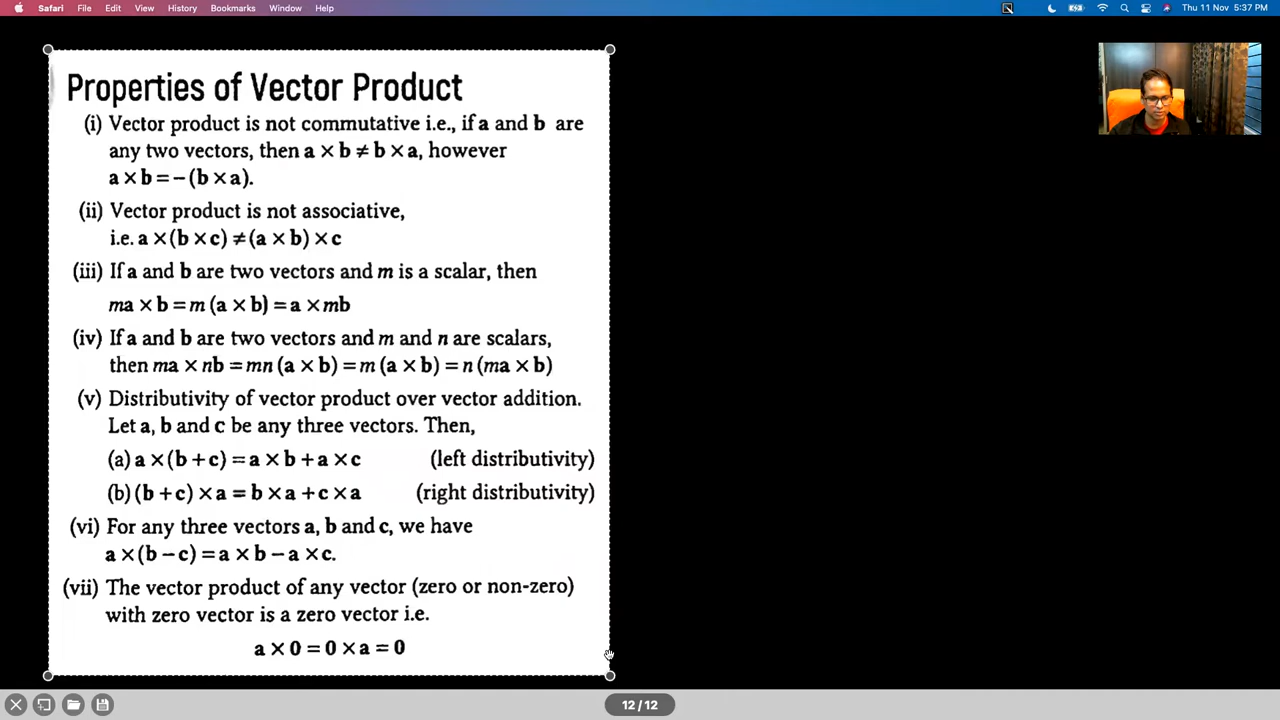 Safari File Edit View History Bookmarks Window Help Thu 11 Nov 5:37 PM
Properties of Vector Product
(i) Vector product is not commutative i.e., if a and b are
any two vectors, then a × b ≠ b × a, however
a × b = – (b × a).
(ii) Vector product is not associative,
i.e. a × (b × c) ≠ (a × b) × c
(iii) If a and b are two vectors and m is a scalar, then
ma × b = m (a × b) = a × mb
(iv) If a and b are two vectors and m and n are scalars,
then ma × nb = mn (a × b) = m (a × b) = n (ma × b)
(v) Distributivity of vector product over vector addition.
Let a, b and c be any three vectors. Then,
(a) a × (b + c) = a × b + a × c (left distributivity)
(b) (b + c) × a = b × a + c × a (right distributivity)
(vi) For any three vectors a, b and c, we have
a × (b – c) = a × b – a × c.
(vii) The vector product of any vector (zero or non-zero)
with zero vector is a zero vector i.e.
a × 0 = 0 × a = 0
12 / 12